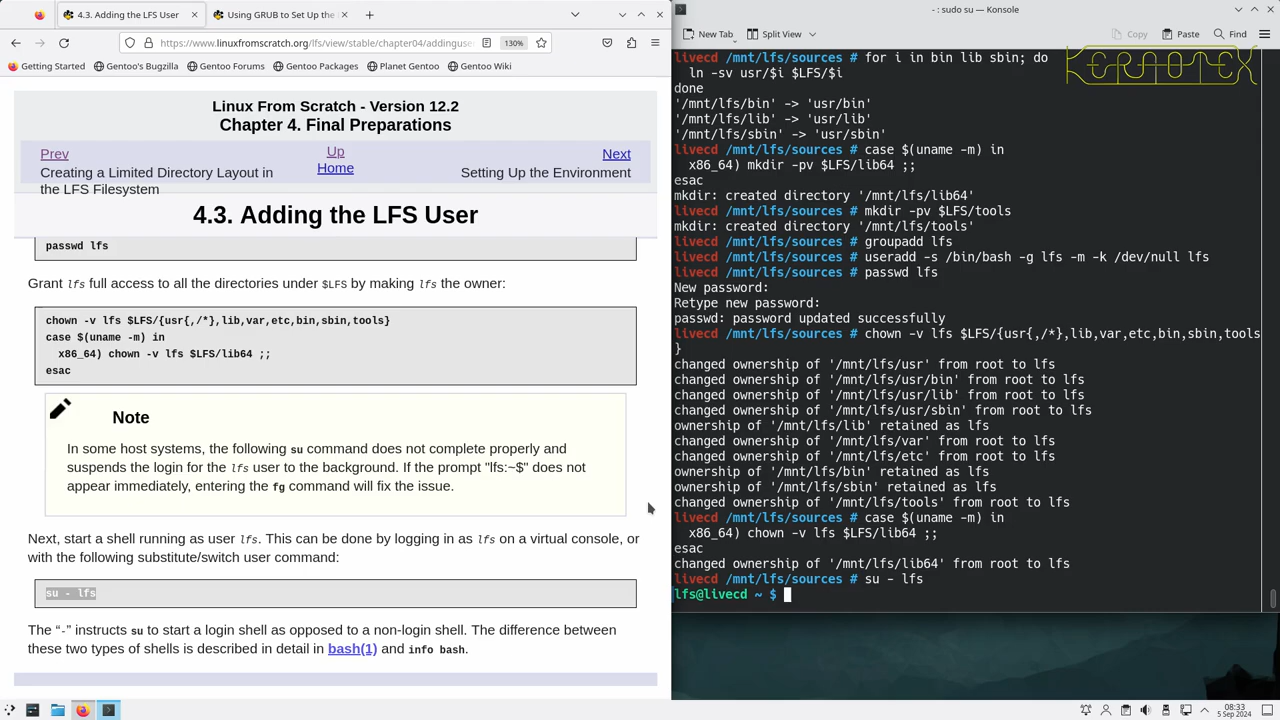 4.3. Adding the LFS User
Using GRUB to Set Up the
https://www.linuxfromscratch.org/lfs/view/stable/chapter04/addinguse
130%
Getting Started
Gentoo's Bugzilla
Gentoo Forums
Gentoo Packages
Planet Gentoo
Gentoo Wiki
Linux From Scratch - Version 12.2
Chapter 4. Final Preparations
Prev
Up
Next
Creating a Limited Directory Layout in
the LFS Filesystem
Home
Setting Up the Environment
4.3. Adding the LFS User
passwd lfs
Grant lfs full access to all the directories under $LFS by making lfs the owner:
chown -v lfs $LFS/{usr{,/*},lib,var,etc,bin,sbin,tools}
case $(uname -m) in
x86_64) chown -v lfs $LFS/lib64 ;;
esac
Note
In some host systems, the following su command does not complete properly and
suspends the login for the lfs user to the background. If the prompt "lfs:~$" does not
appear immediately, entering the fg command will fix the issue.
Next, start a shell running as user lfs. This can be done by logging in as lfs on a virtual console, or
with the following substitute/switch user command:
su - lfs
The “-” instructs su to start a login shell as opposed to a non-login shell. The difference between
these two types of shells is described in detail in bash(1) and info bash.
- : sudo su — Konsole
New Tab
Split View
Copy
Paste
Find
KERNOTEX
livecd /mnt/lfs/sources # for i in bin lib sbin; do
ln -sv usr/$i $LFS/$i
done
'/mnt/lfs/bin' -> 'usr/bin'
'/mnt/lfs/lib' -> 'usr/lib'
'/mnt/lfs/sbin' -> 'usr/sbin'
livecd /mnt/lfs/sources # case $(uname -m) in
x86_64) mkdir -pv $LFS/lib64 ;;
esac
mkdir: created directory '/mnt/lfs/lib64'
livecd /mnt/lfs/sources # mkdir -pv $LFS/tools
mkdir: created directory '/mnt/lfs/tools'
livecd /mnt/lfs/sources # groupadd lfs
livecd /mnt/lfs/sources # useradd -s /bin/bash -g lfs -m -k /dev/null lfs
livecd /mnt/lfs/sources # passwd lfs
New password:
Retype new password:
passwd: password updated successfully
livecd /mnt/lfs/sources # chown -v lfs $LFS/{usr{,/*},lib,var,etc,bin,sbin,tools
}
changed ownership of '/mnt/lfs/usr' from root to lfs
changed ownership of '/mnt/lfs/usr/bin' from root to lfs
changed ownership of '/mnt/lfs/usr/lib' from root to lfs
changed ownership of '/mnt/lfs/usr/sbin' from root to lfs
ownership of '/mnt/lfs/lib' retained as lfs
changed ownership of '/mnt/lfs/var' from root to lfs
changed ownership of '/mnt/lfs/etc' from root to lfs
ownership of '/mnt/lfs/bin' retained as lfs
ownership of '/mnt/lfs/sbin' retained as lfs
changed ownership of '/mnt/lfs/tools' from root to lfs
livecd /mnt/lfs/sources # case $(uname -m) in
x86_64) chown -v lfs $LFS/lib64 ;;
esac
changed ownership of '/mnt/lfs/lib64' from root to lfs
livecd /mnt/lfs/sources # su - lfs
lfs@livecd ~ $
08:33
5 Sep 2024